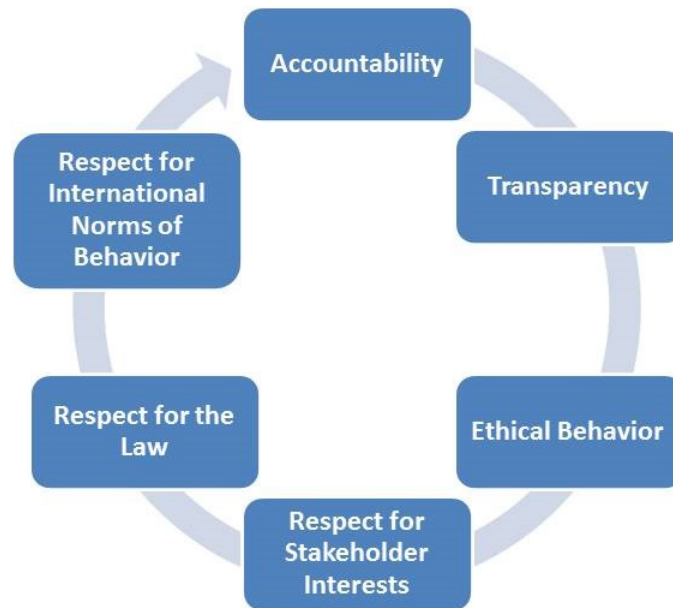 Accountability
Transparency
Ethical Behavior
Respect for
Stakeholder
Interests
Respect for the
Law
Respect for
International
Norms of
Behavior